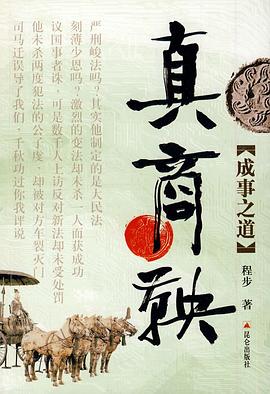 真商鞅
【成事之道】
程步 著
昆仑出版社
严刑峻法吗?其实他制定的是人民法
刻薄少恩吗?激烈的变法却未杀一人而获成功
议国事者诛,可是数千人上访反对新法却未受处罚
他未杀两度犯法的公子虔,却被对方车裂灭门
司马迁误导了我们,千秋功过你我评说